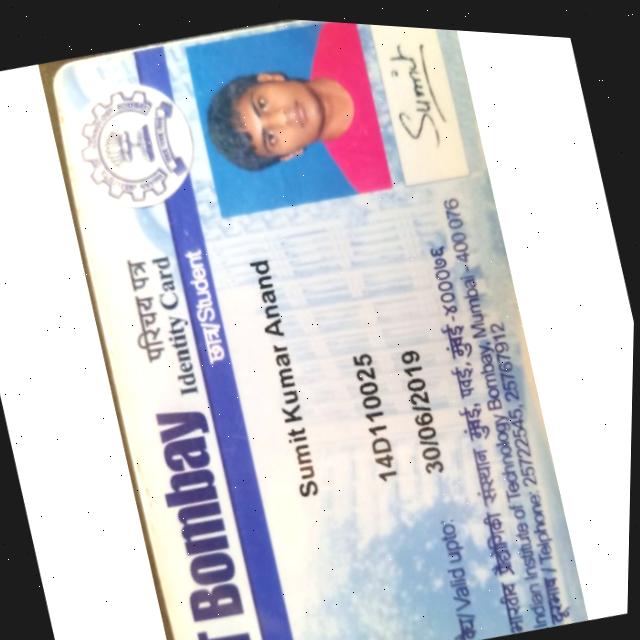 T Bombay
परिचय पत्र
Identity Card
छात्र/Student
Sumit Kumar Anand
14D110025
30/06/2019
Valid upto:
Sumit
संस्थान मुंबई, पवई, मुंबई -४०००७६
Indian Institute of Technology, Bombay, Mumbai - 400 076
दूरभाष / Telephone: 25722545, 25767912